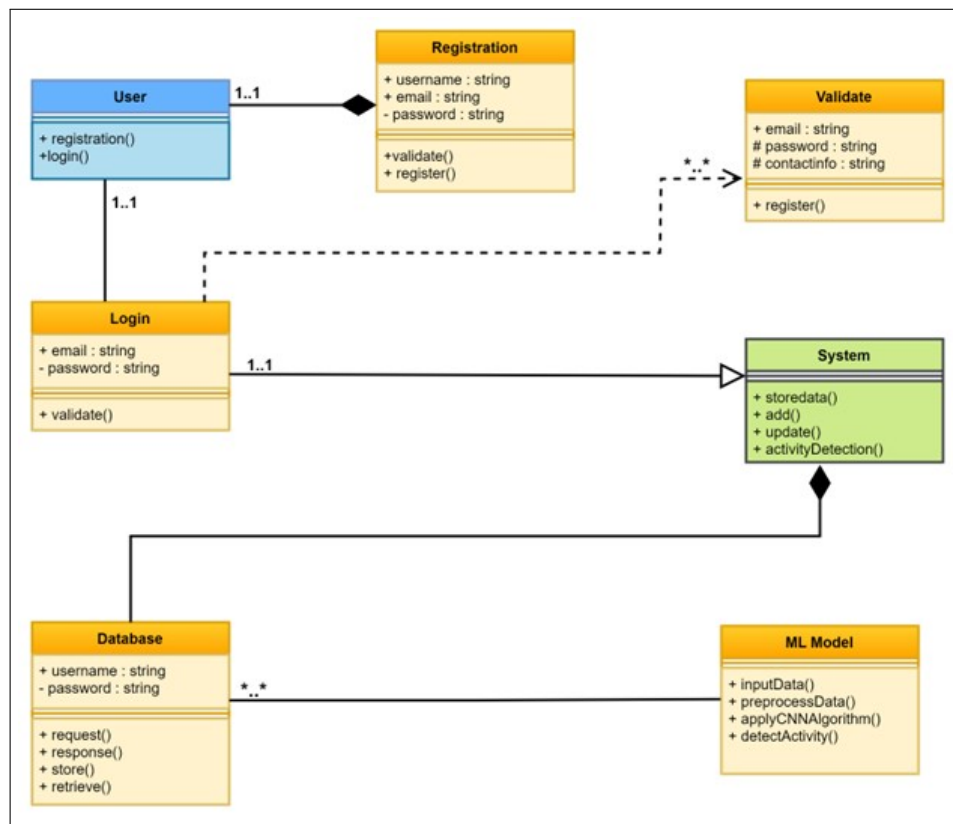 Registration
+ username : string
+ email : string
- password : string
+validate()
+ register()
User
+ registration()
+login()
1..1
1..1
Validate
+ email : string
# password : string
# contactinfo : string
+ register()
*..*
Login
+ email : string
- password : string
+ validate()
1..1
System
+ storedata()
+ add()
+ update()
+ activityDetection()
Database
+ username : string
- password : string
+ request()
+ response()
+ store()
+ retrieve()
*..*
ML Model
+ inputData()
+ preprocessData()
+ applyCNNAlgorithm()
+ detectActivity()